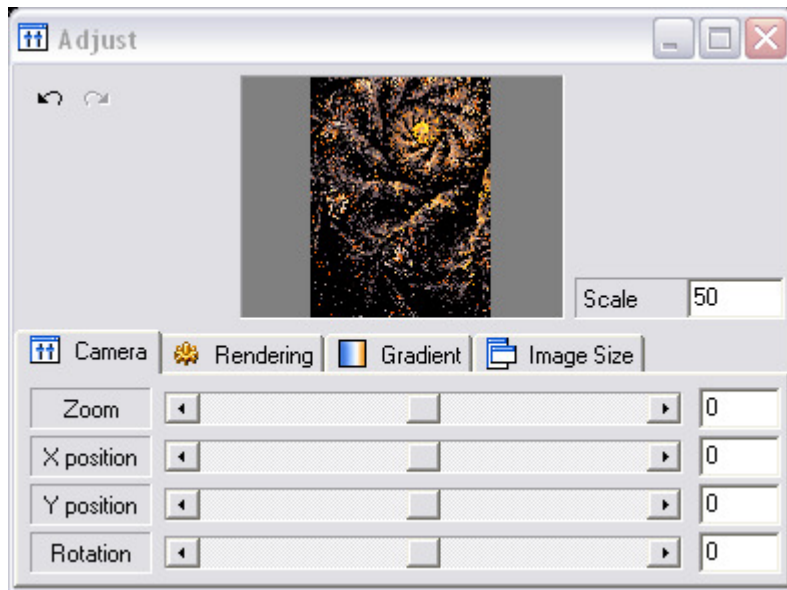 Adjust
Scale 50
Camera Rendering Gradient Image Size
Zoom 0
X position 0
Y position 0
Rotation 0